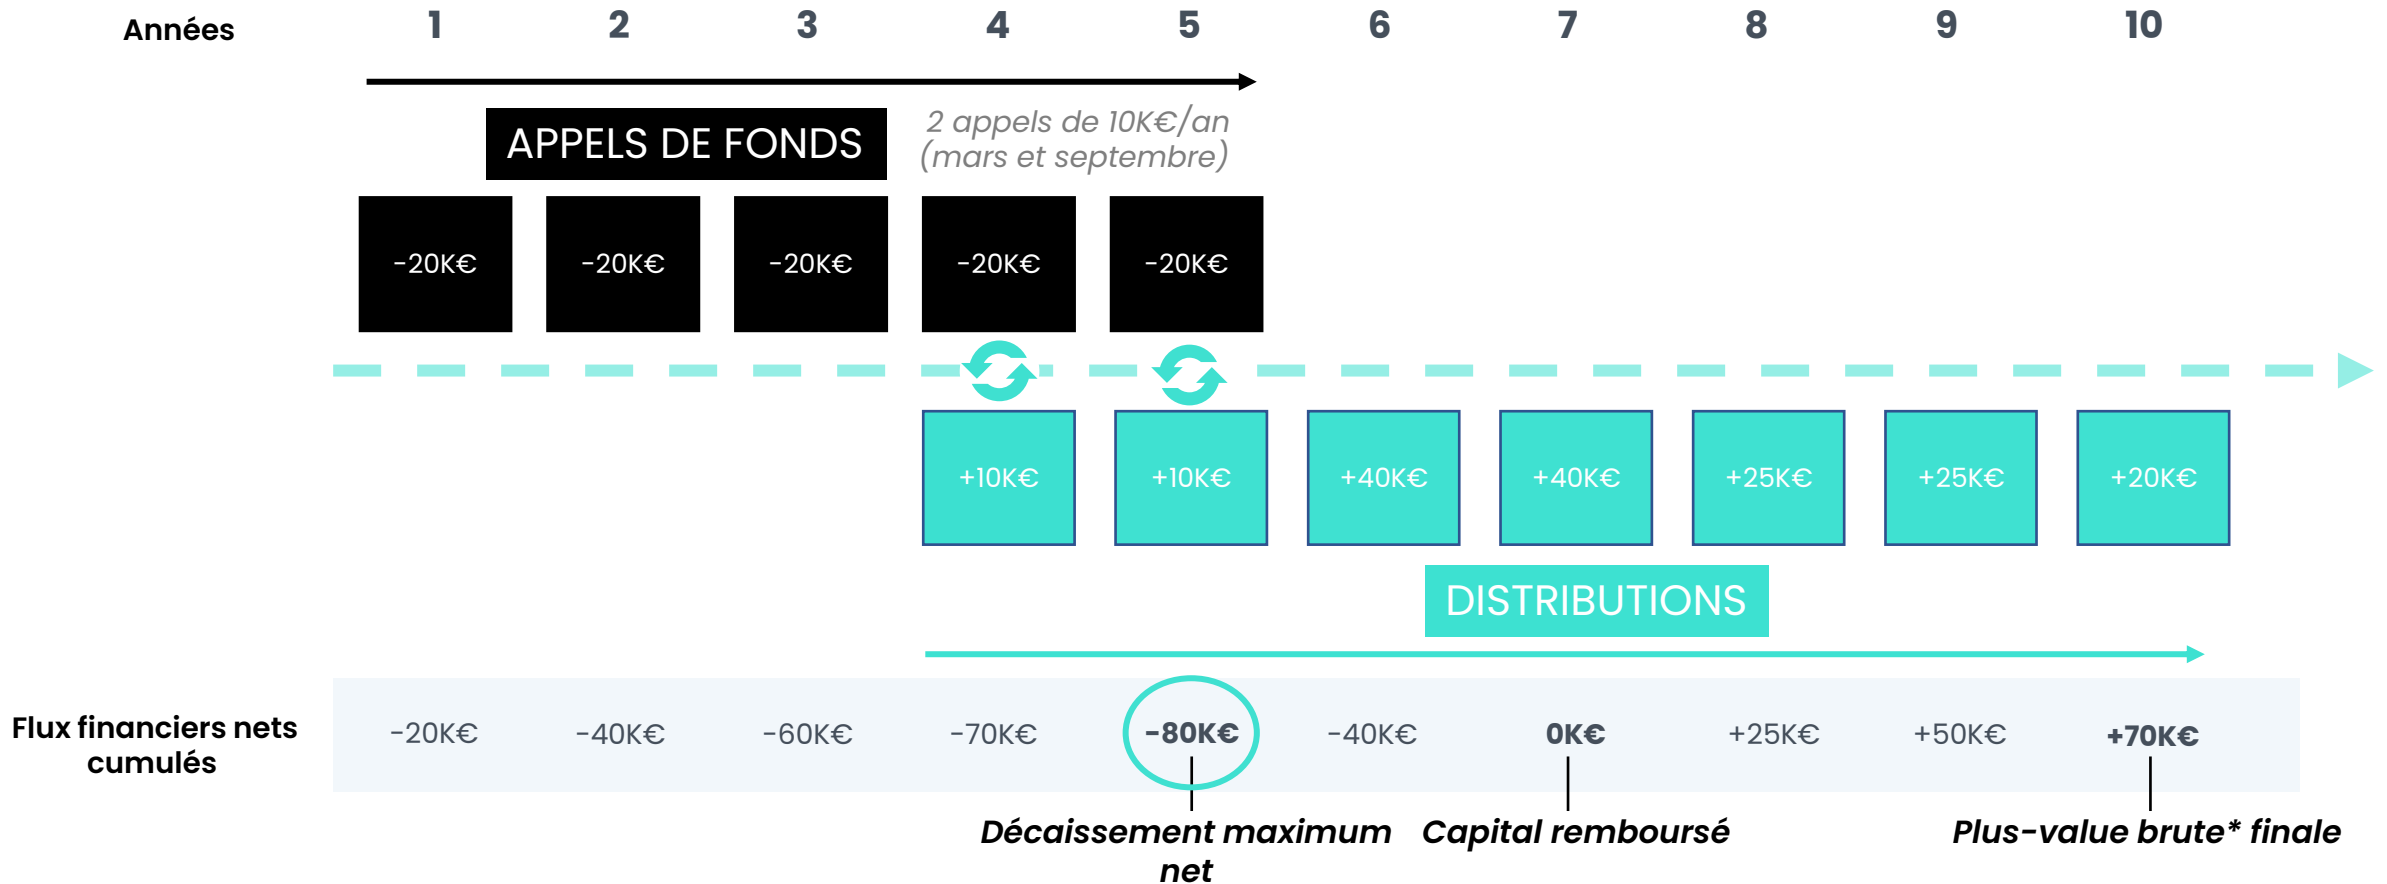 Années 1 2 3 4 5 6 7 8 9 10
APPELS DE FONDS
2 appels de 10K€/an
(mars et septembre)
-20K€ -20K€ -20K€ -20K€ -20K€
+10K€ +10K€ +40K€ +40K€ +25K€ +25K€ +20K€
DISTRIBUTIONS
Flux financiers nets
cumulés
-20K€ -40K€ -60K€ -70K€ -80K€ -40K€ 0K€ +25K€ +50K€ +70K€
Décaissement maximum
net
Capital remboursé
Plus-value brute* finale